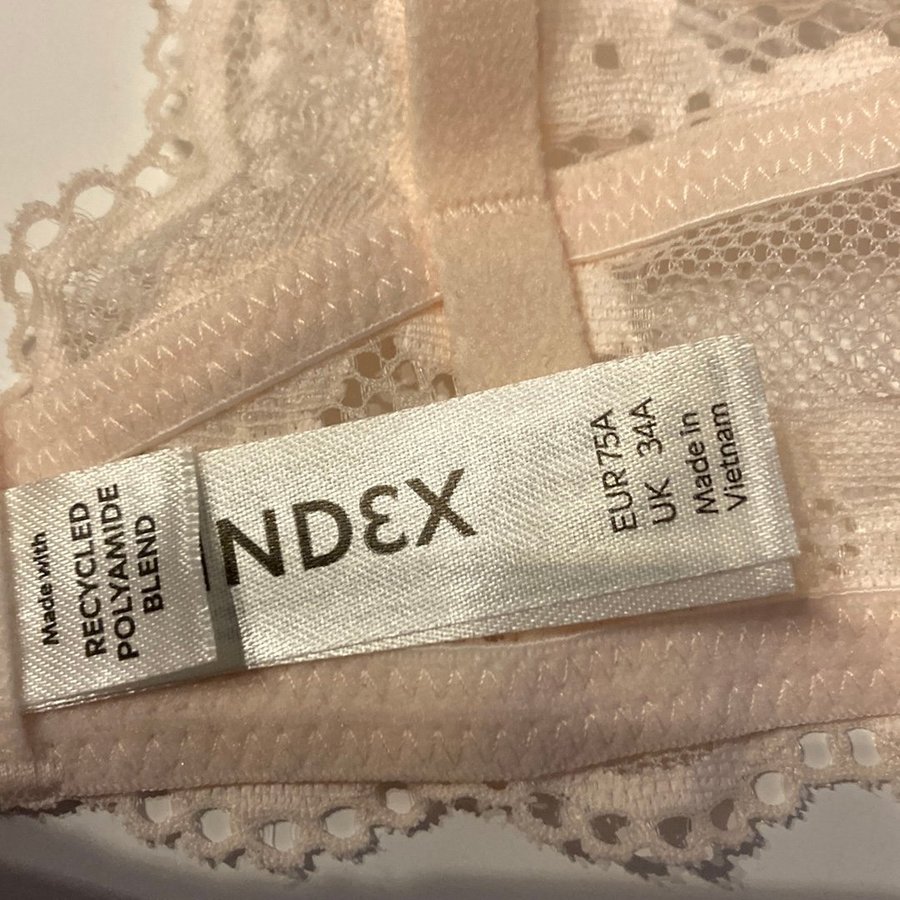 Made with
RECYCLED
POLYAMIDE
BLEND
NDƐX
EUR 75A
UK 34A
Made in
Vietnam